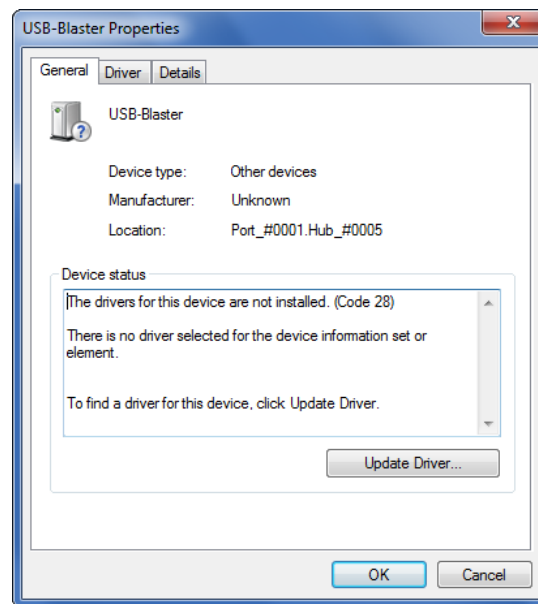 USB-Blaster Properties
General Driver Details
USB-Blaster
Device type: Other devices
Manufacturer: Unknown
Location: Port_#0001.Hub_#0005
Device status
The drivers for this device are not installed. (Code 28)
There is no driver selected for the device information set or
element.
To find a driver for this device, click Update Driver.
Update Driver...
OK Cancel